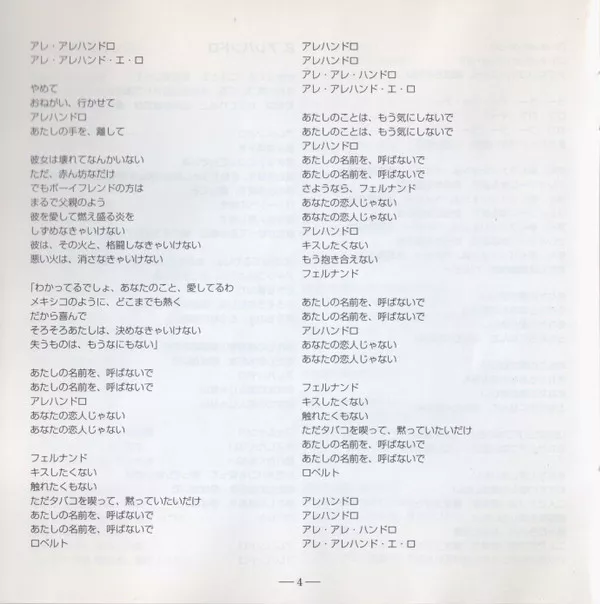 アレ・アレハンドロ
アレ・アレハンド・エ・ロ

やめて
おねがい、行かせて
アレハンドロ
あたしの手を、離して

彼女は壊れてなんかいない
ただ、赤ん坊なだけ
でもボーイフレンドの方は
まるで父親のよう
彼を愛して燃え盛る炎を
しずめなきゃいけない
彼は、その火と、格闘しなきゃいけない
悪い火は、消さなきゃいけない

「わかってるでしょ、あなたのこと、愛してるわ
メキシコのように、どこまでも熱く
だから喜んで
そろそろあたしは、決めなきゃいけない
失うものは、もうなにもない」

あたしの名前を、呼ばないで
あたしの名前を、呼ばないで
アレハンドロ
あなたの恋人じゃない
あなたの恋人じゃない

フェルナンド
キスしたくない
触れたくもない
ただタバコを喫って、黙っていたいだけ
あたしの名前を、呼ばないで
あたしの名前を、呼ばないで
ロベルト

アレハンドロ
アレハンドロ
アレ・アレ・ハンドロ
アレ・アレハンド・エ・ロ

あたしのことは、もう気にしないで
あたしのことは、もう気にしないで
アレハンドロ
あたしの名前を、呼ばないで
あたしの名前を、呼ばないで
さようなら、フェルナンド
あなたの恋人じゃない
あなたの恋人じゃない
アレハンドロ
キスしたくない
もう抱き合えない
フェルナンド

あたしの名前を、呼ばないで
あたしの名前を、呼ばないで
アレハンドロ
あなたの恋人じゃない
あなたの恋人じゃない

フェルナンド
キスしたくない
触れたくもない
ただタバコを喫って、黙っていたいだけ
あたしの名前を、呼ばないで
あたしの名前を、呼ばないで
ロベルト

アレハンドロ
アレハンドロ
アレ・アレ・ハンドロ
アレ・アレハンド・エ・ロ

— 4 —